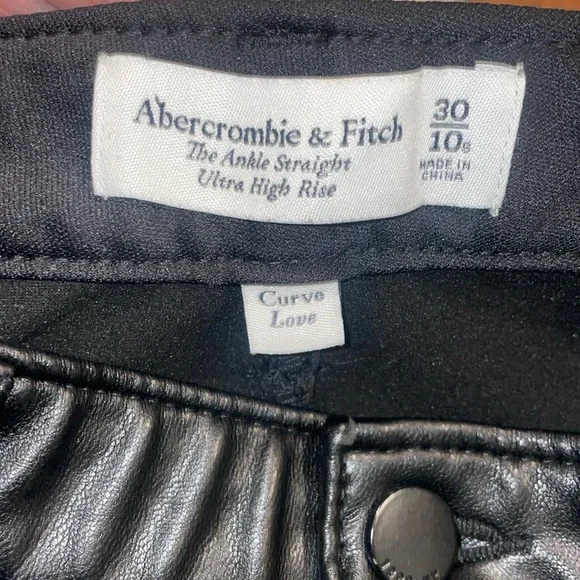 Abercrombie & Fitch
The Ankle Straight
Ultra High Rise
30
10s
MADE IN
CHINA
Curve
Love